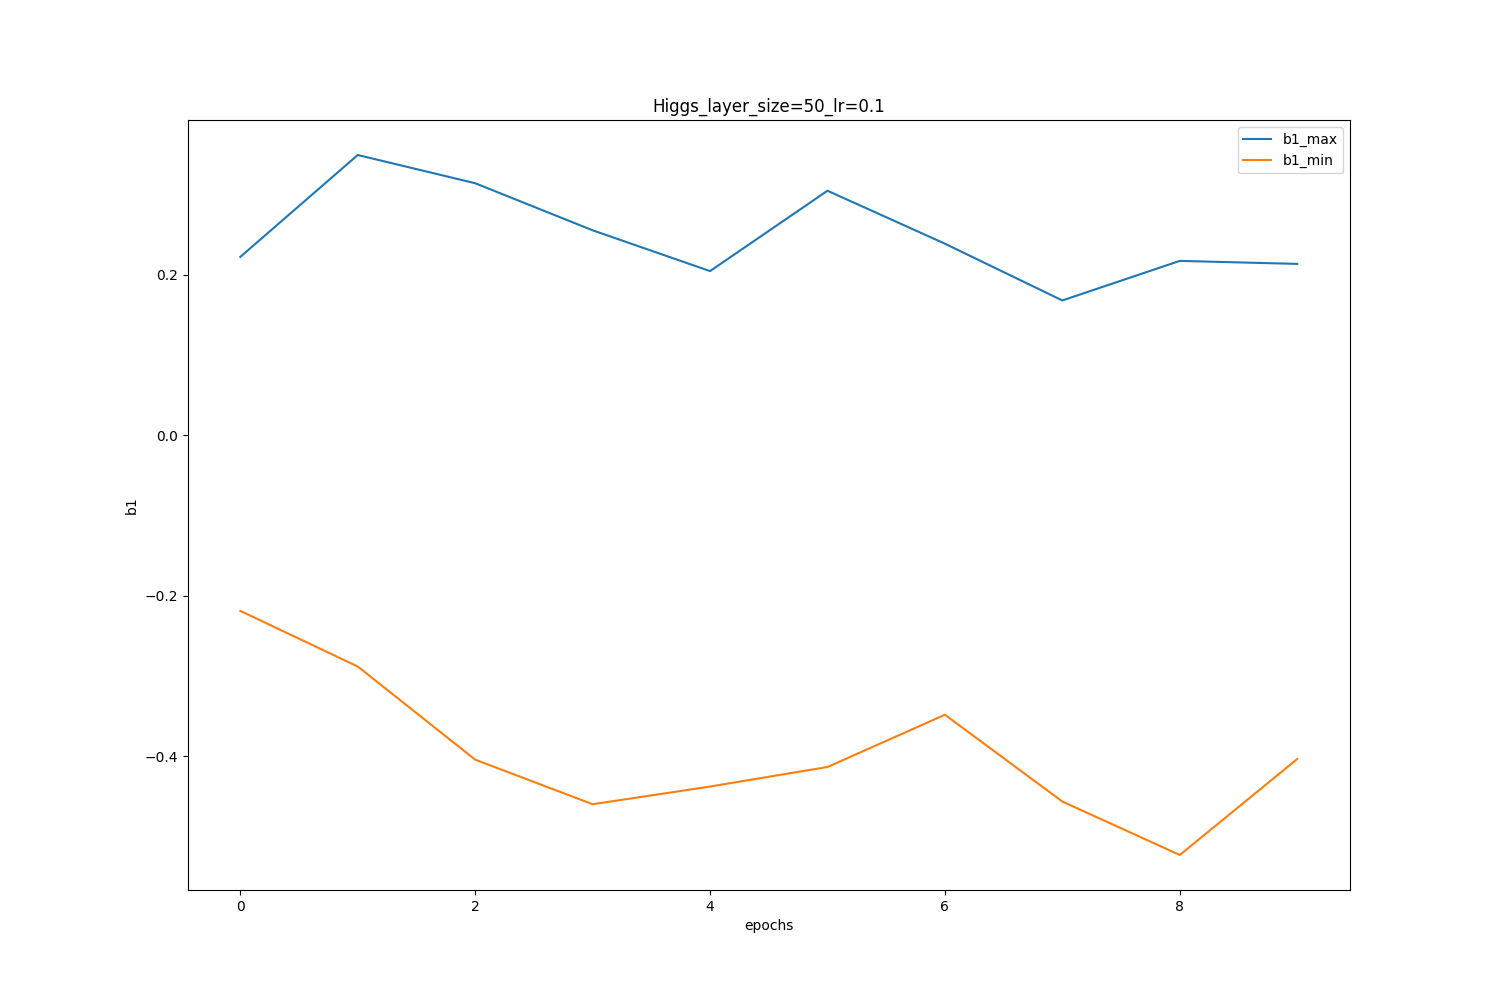 Higgs_layer_size=50_lr=0.1
b1_max
b1_min
0.2
0.0
−0.2
−0.4
b1
0 2 4 6 8
epochs